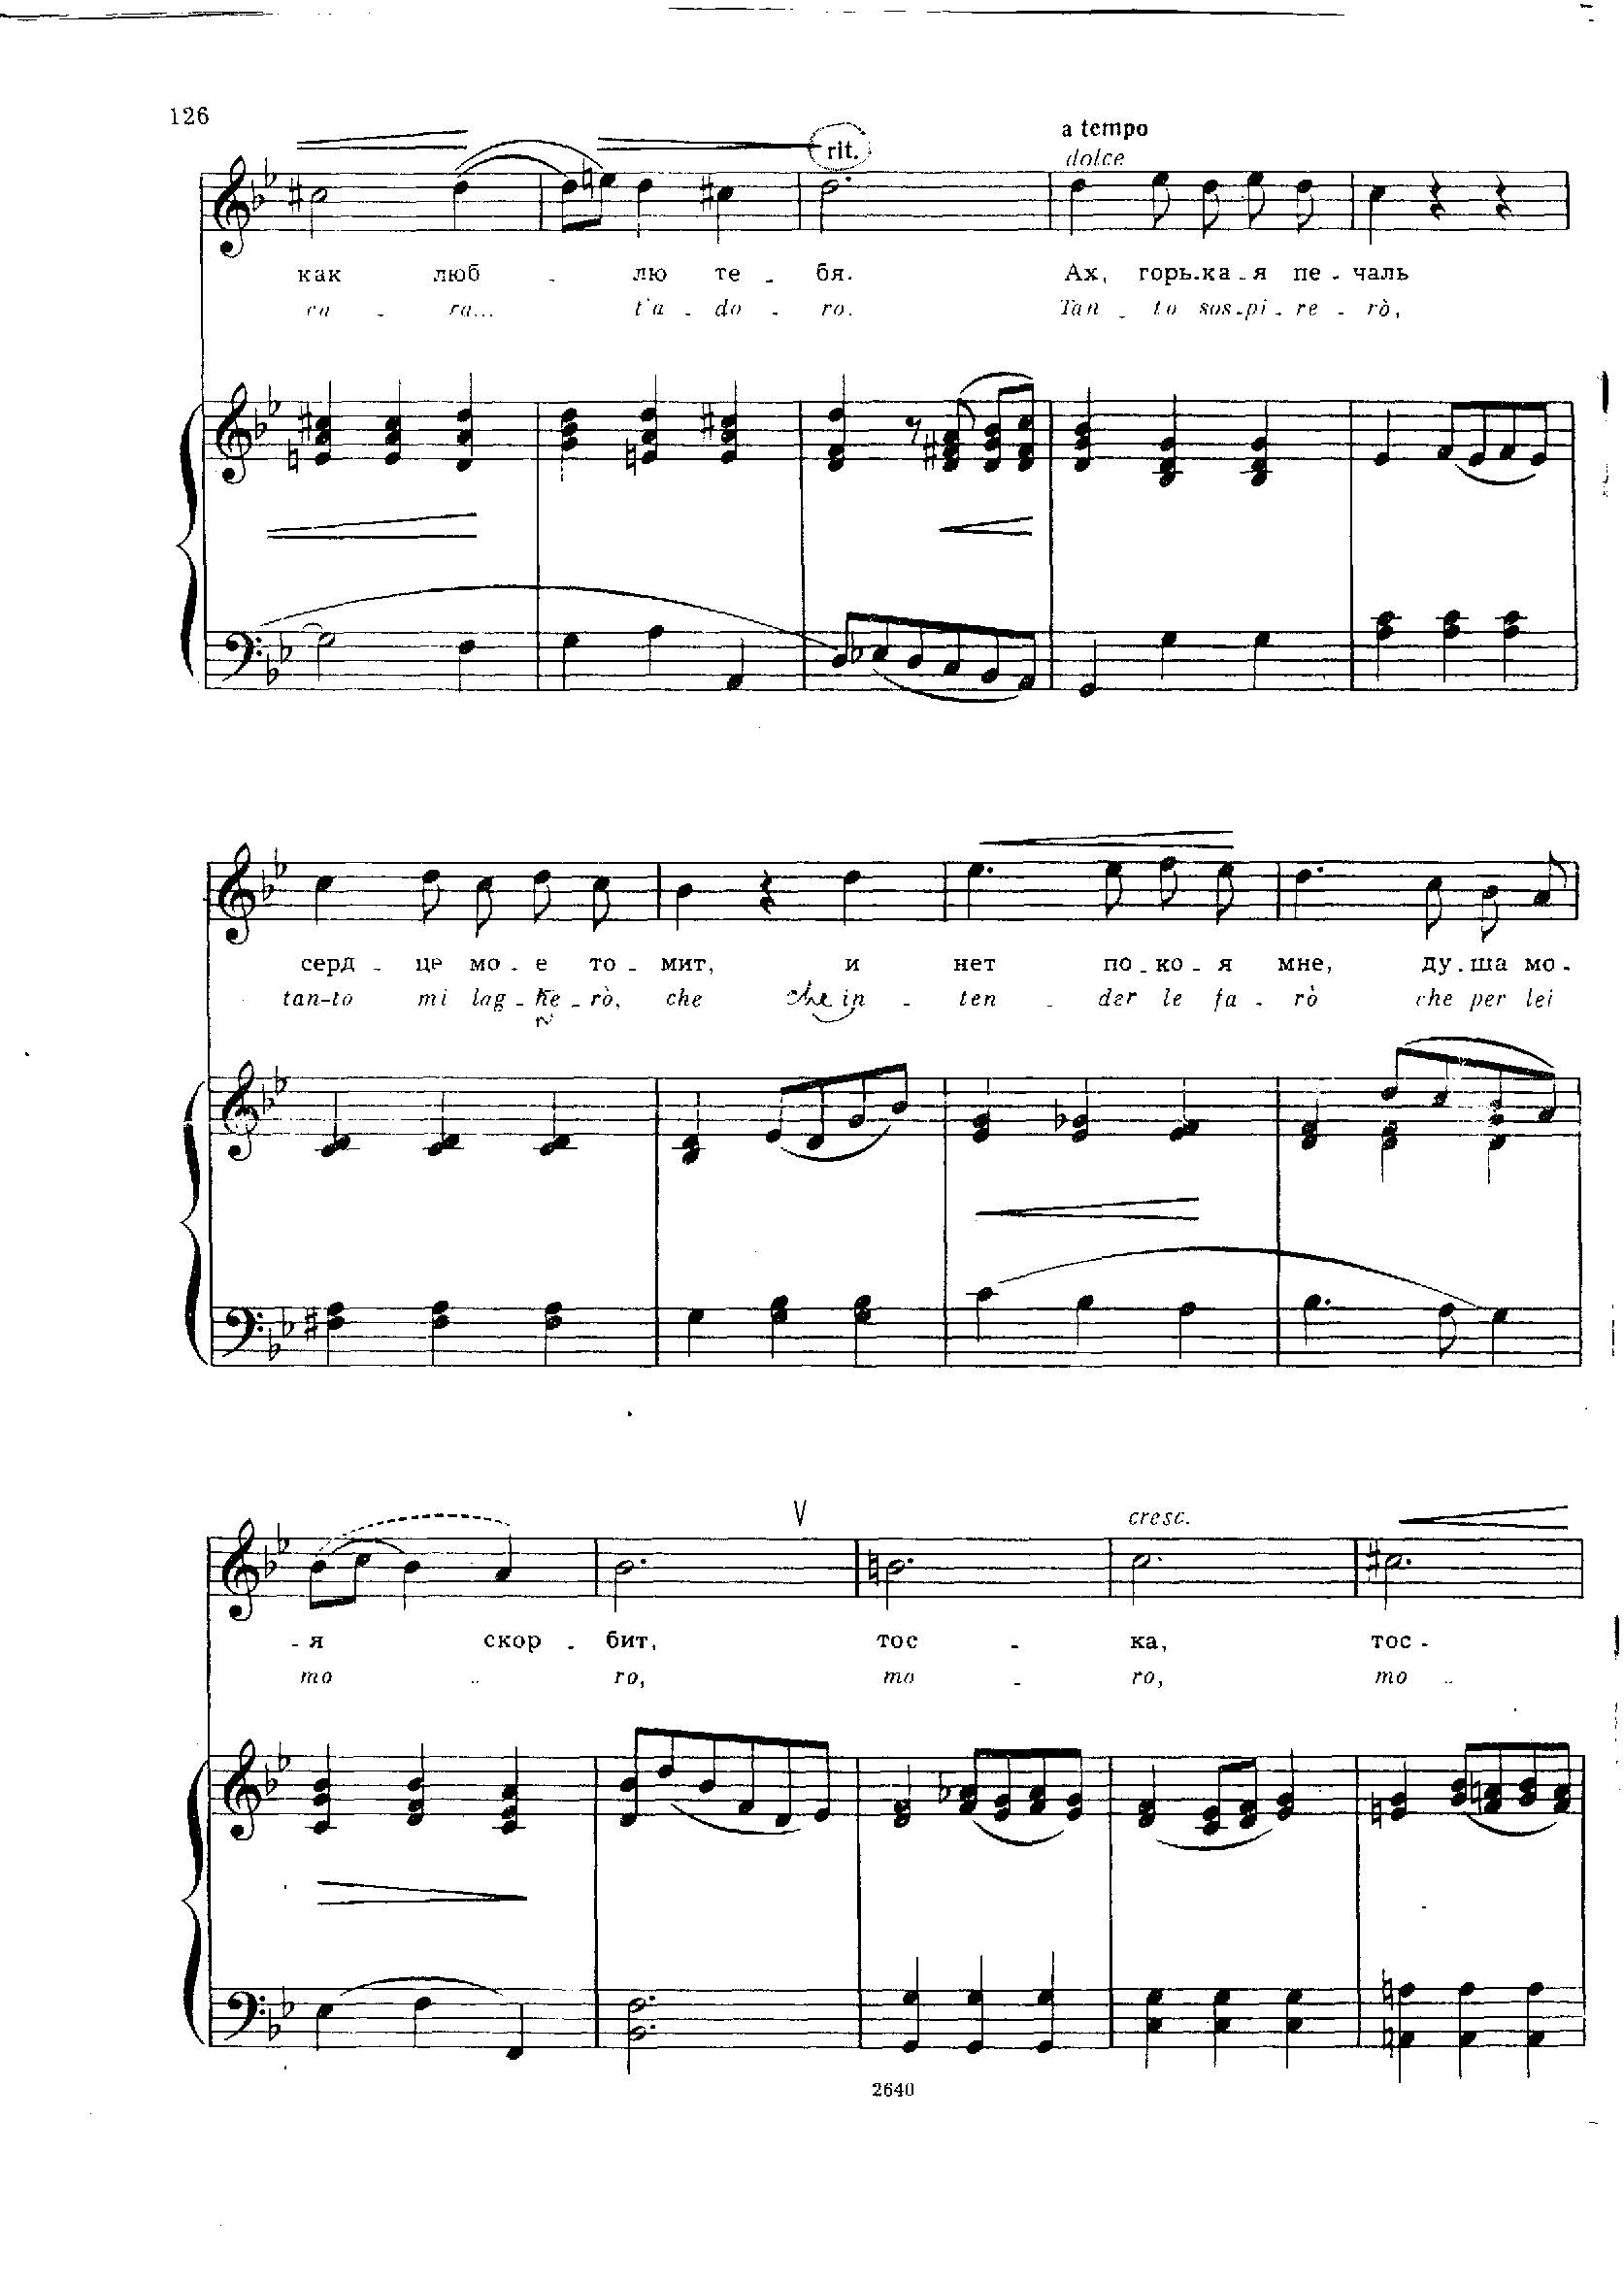 126
rit.
a tempo
dolce
как люб - лю те - бя. Ах, горь-ка-я пе-чаль
ca - ra... t'a - do - ro. Tan - to sos-pi-re-rò,
серд - це мо-е то-мит, и нет по-ко-я мне, ду-ша мо-
tan-to mi lag-ne-rò, che che in - ten - der le fa-rò che per lei
cresc.
-я скор - бит, тос - ка, тос-
mo - ro, mo - ro, mo -
2640